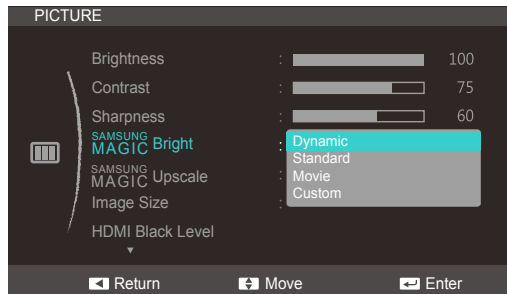 PICTURE
Brightness : 100
Contrast : 75
Sharpness : 60
SAMSUNG
MAGIC Bright : Dynamic
Standard
SAMSUNG
MAGIC Upscale : Movie
Custom
Image Size :
HDMI Black Level
Return Move Enter